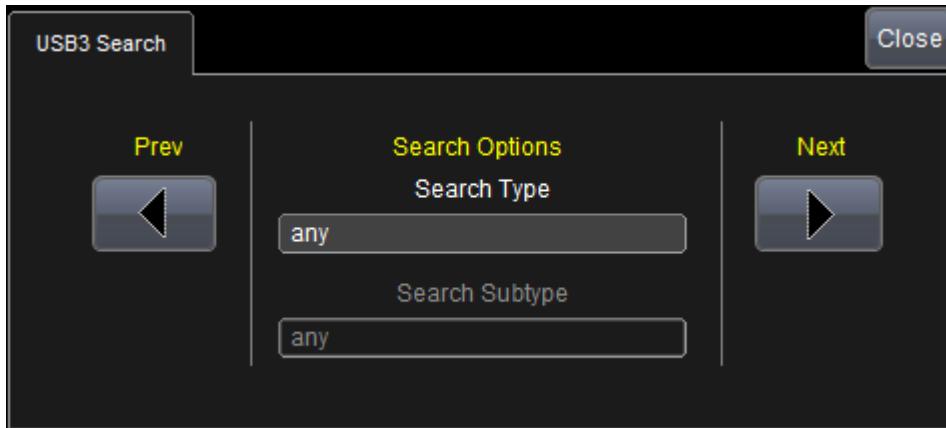 USB3 Search
Close
Prev
Search Options
Next
Search Type
any
Search Subtype
any